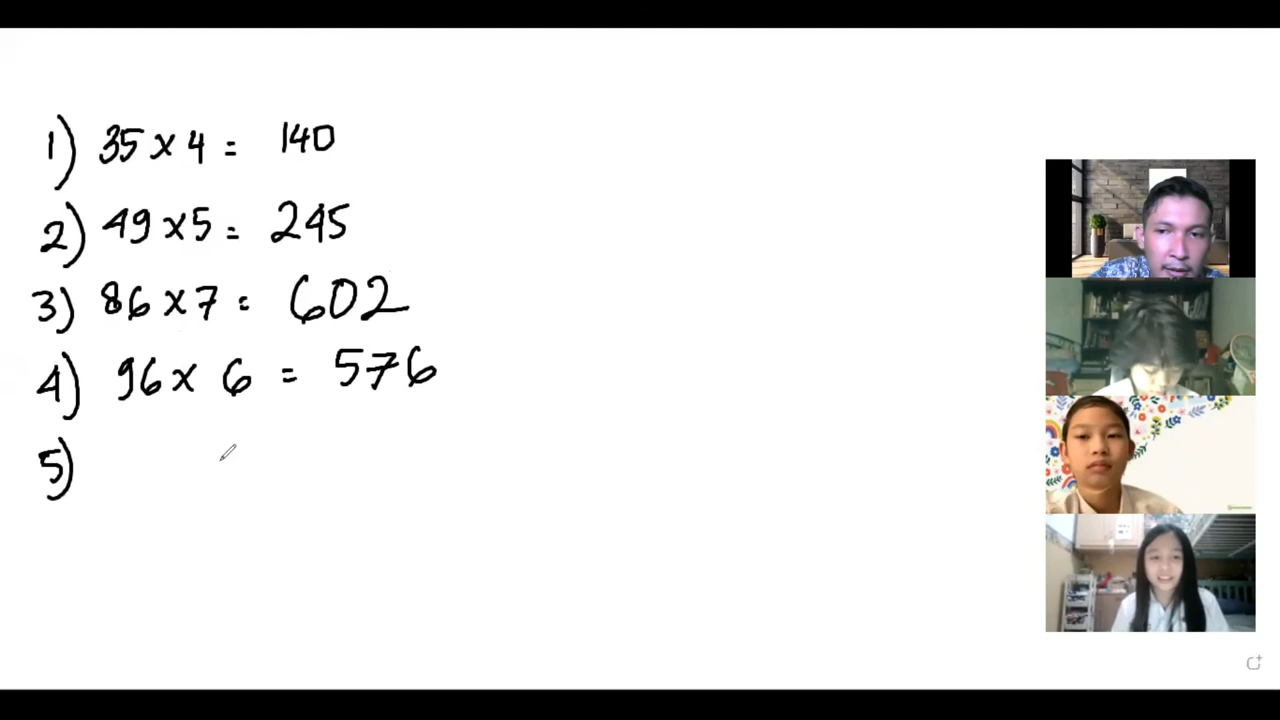 1) 35 x 4 = 140
2) 49 x 5 = 245
3) 86 x 7 = 602
4) 96 x 6 = 576
5)